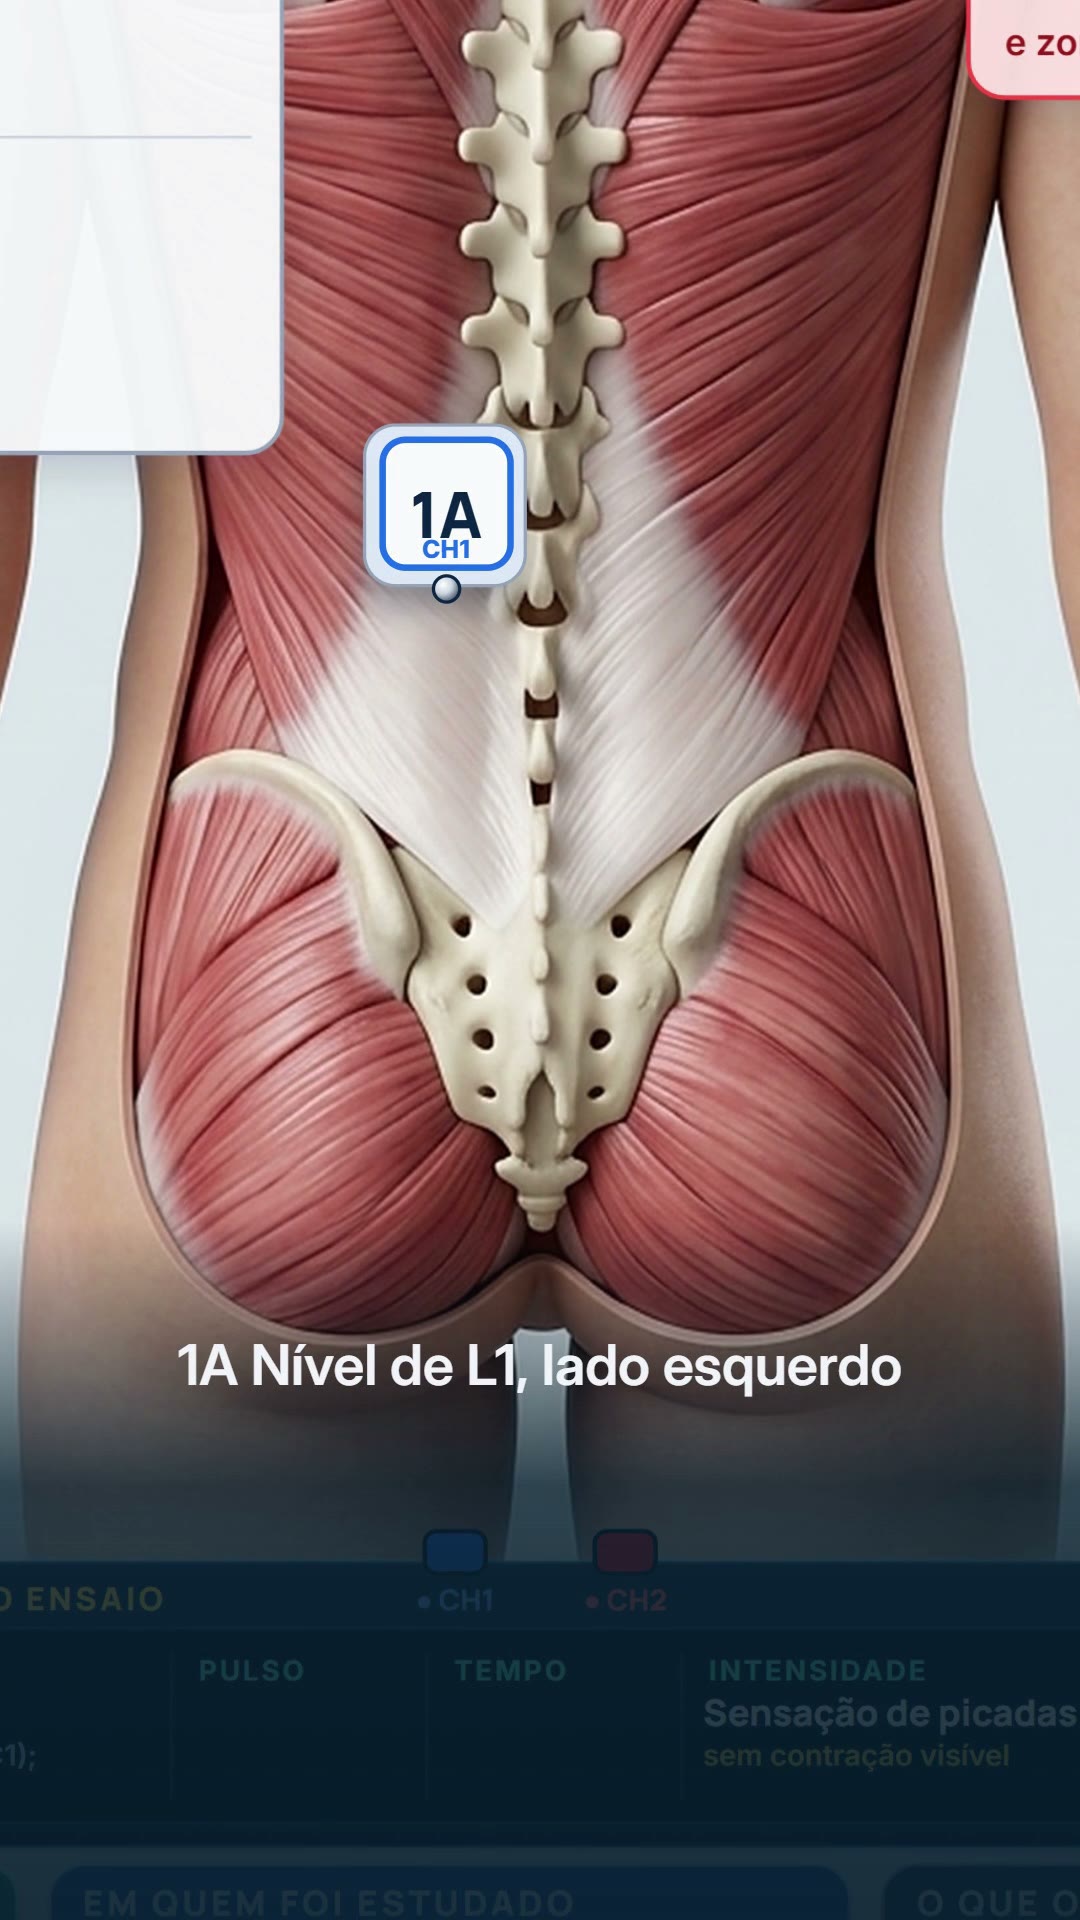 e zo
1A
CH1
1A Nível de L1, lado esquerdo
O ENSAIO
• CH1
• CH2
PULSO
TEMPO
INTENSIDADE
Sensação de picadas
1);
sem contração visível
EM QUEM FOI ESTUDADO
O QUE O